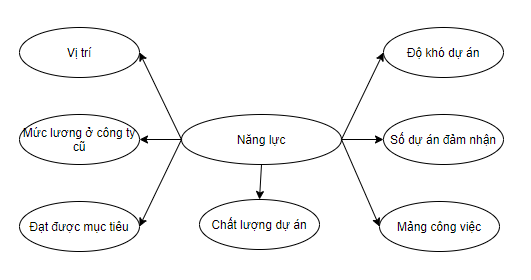 Vị trí
Độ khó dự án
Mức lương ở công ty
cũ
Năng lực
Số dự án đảm nhận
Đạt được mục tiêu
Chất lượng dự án
Mảng công việc